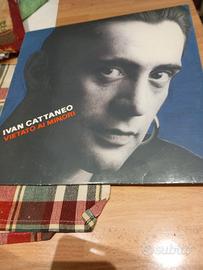 IVAN CATTANEO
VIETATO AI MINORI
subito